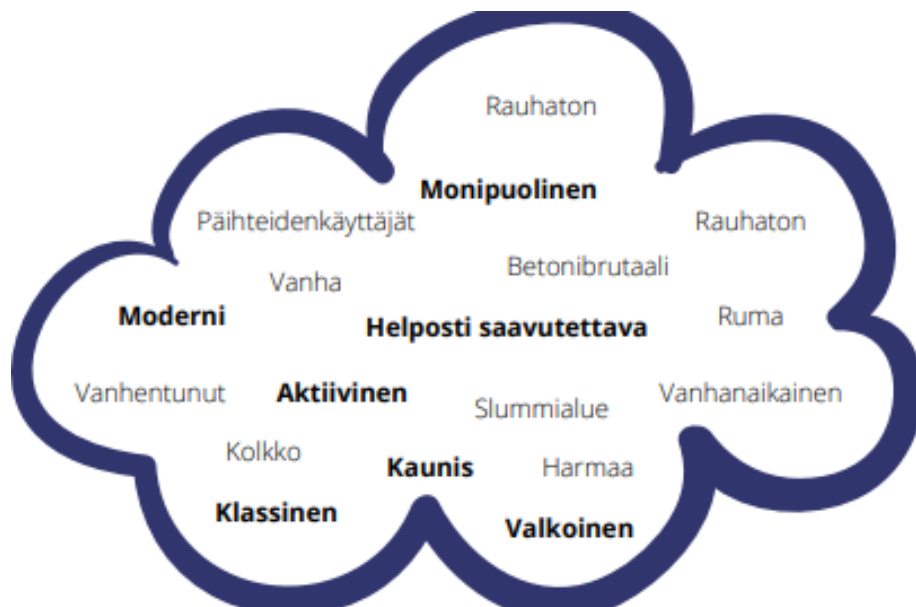 Rauhaton
Monipuolinen
Päihteidenkäyttäjät
Rauhaton
Betonibrutaali
Vanha
Moderni
Helposti saavutettava
Ruma
Vanhentunut
Aktiivinen
Slummialue
Vanhanaikainen
Kolkko
Kaunis
Harmaa
Klassinen
Valkoinen